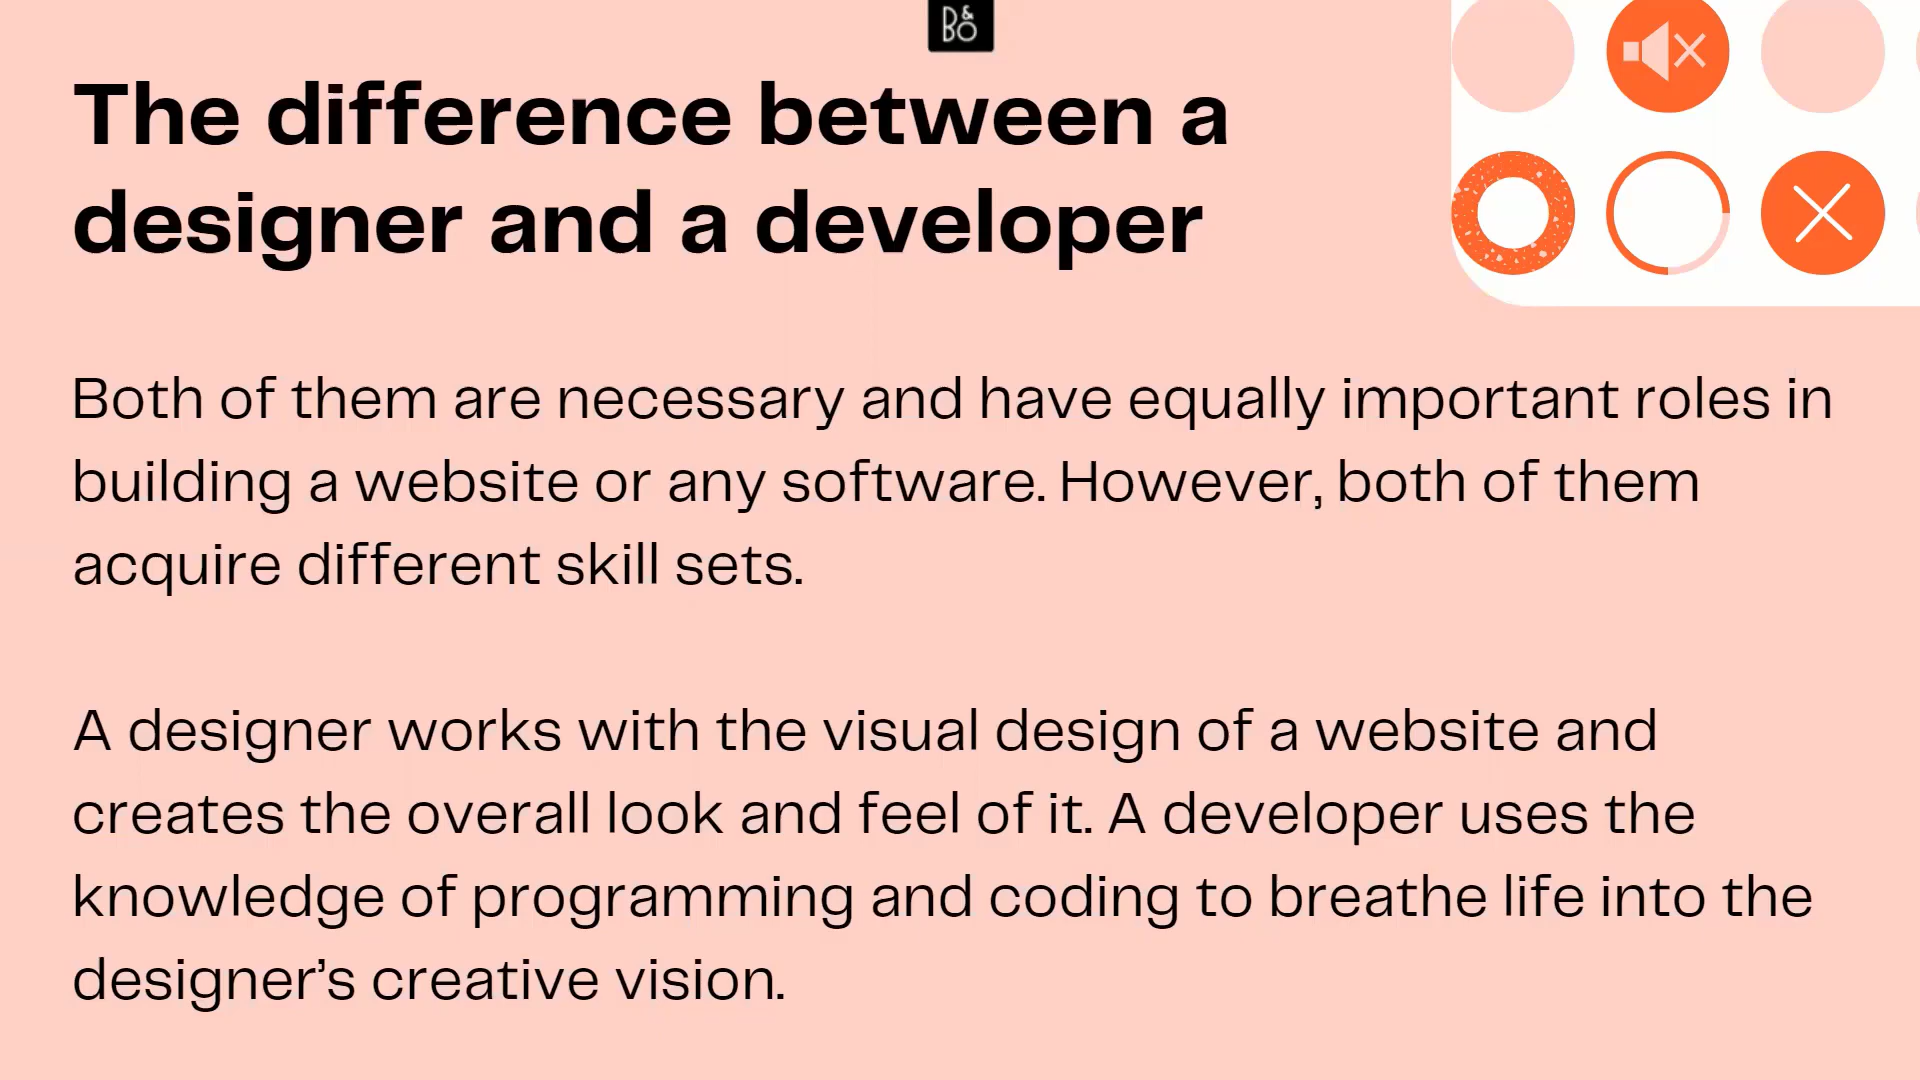 B&O
The difference between a
designer and a developer
Both of them are necessary and have equally important roles in
building a website or any software. However, both of them
acquire different skill sets.
A designer works with the visual design of a website and
creates the overall look and feel of it. A developer uses the
knowledge of programming and coding to breathe life into the
designer’s creative vision.